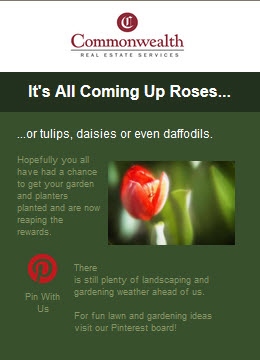 Commonwealth
REAL ESTATE SERVICES
It's All Coming Up Roses...
...or tulips, daisies or even daffodils.
Hopefully you all
have had a chance
to get your garden
and planters
planted and are now
reaping the
rewards.
Pin With
Us
There
is still plenty of landscaping and
gardening weather ahead of us.
For fun lawn and gardening ideas
visit our Pinterest board!